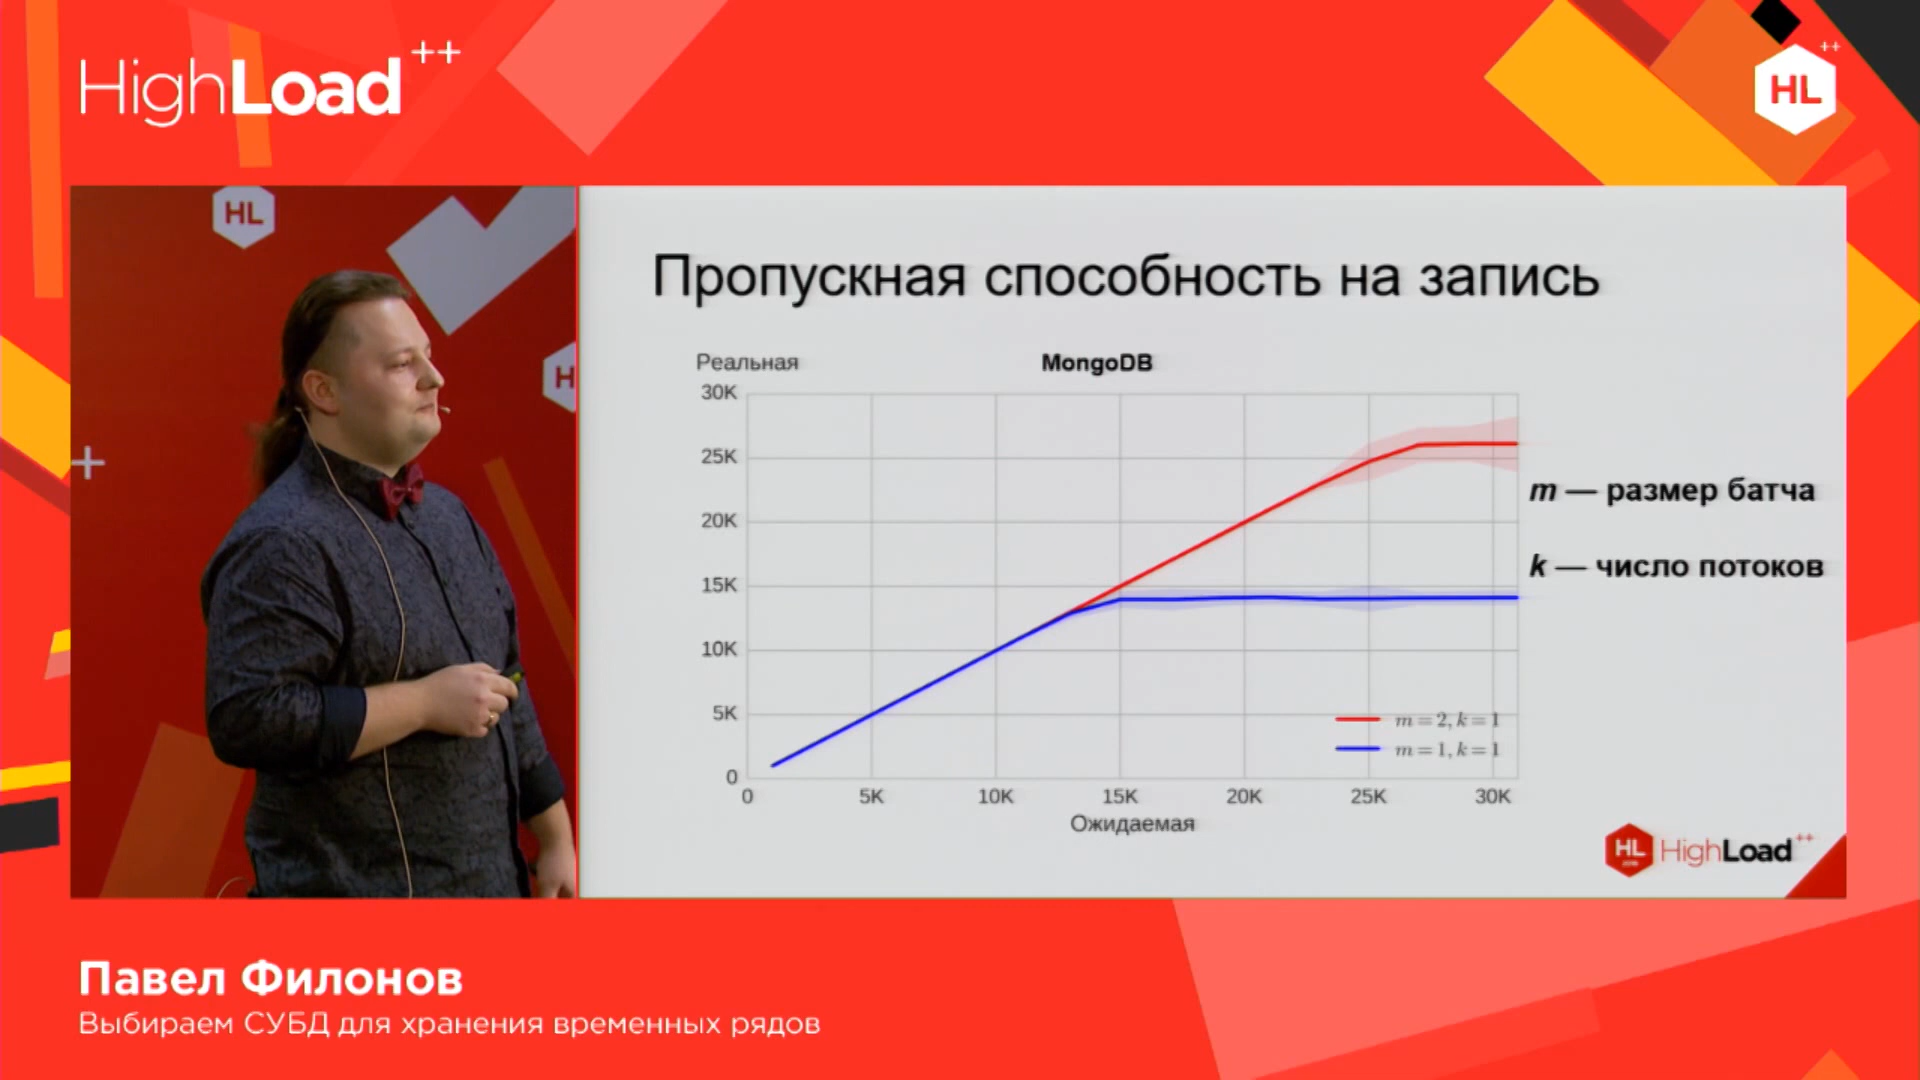 HighLoad++
HL++
HL
H
Пропускная способность на запись
Реальная
MongoDB
30K
25K
20K
15K
10K
5K
0
0 5K 10K 15K 20K 25K 30K
Ожидаемая
m = 2, k = 1
m = 1, k = 1
m — размер батча
k — число потоков
HL
HighLoad++
Павел Филонов
Выбираем СУБД для хранения временных рядов